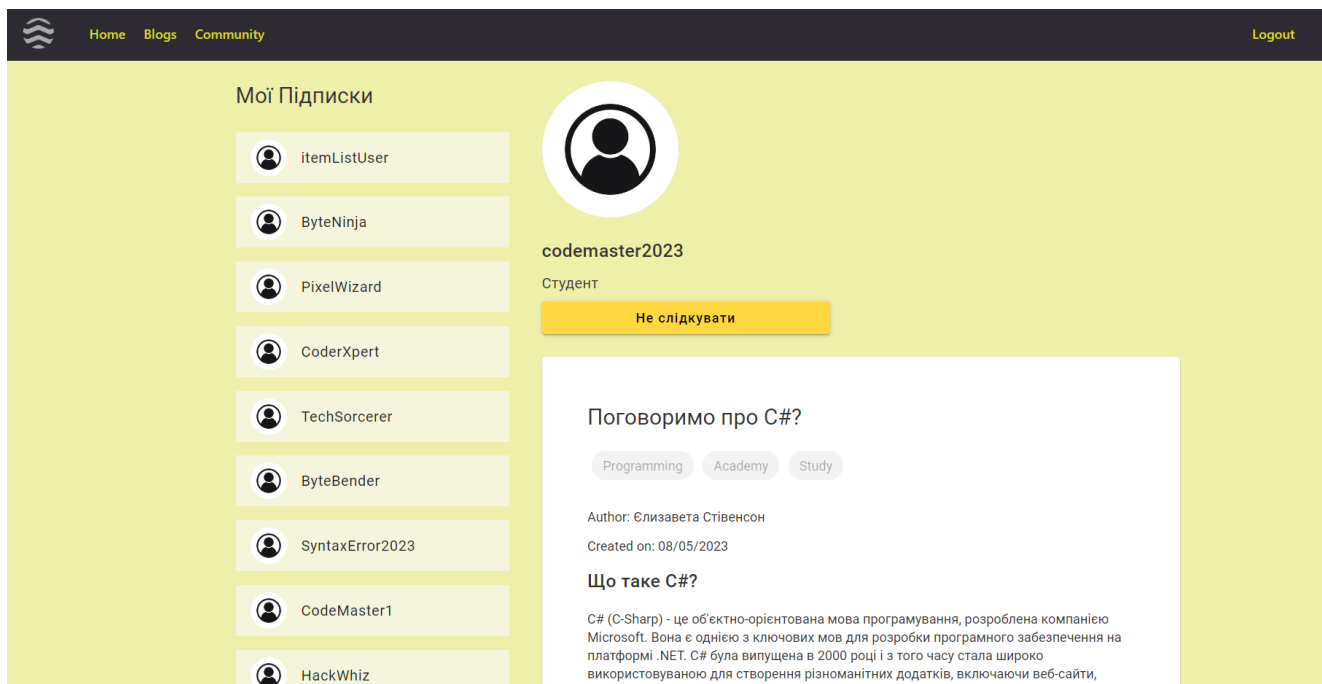 Home Blogs Community Logout
Мої Підписки
itemListUser
ByteNinja
PixelWizard
CoderXpert
TechSorcerer
ByteBender
SyntaxError2023
CodeMaster1
HackWhiz
codemaster2023
Студент
Не слідкувати
Поговоримо про C#?
Programming Academy Study
Author: Єлизавета Стівенсон
Created on: 08/05/2023
Що таке C#?
C# (C-Sharp) - це об'єктно-орієнтована мова програмування, розроблена компанією
Microsoft. Вона є однією з ключових мов для розробки програмного забезпечення на
платформі .NET. C# була випущена в 2000 році і з того часу стала широко
використовуваною для створення різноманітних додатків, включаючи веб-сайти,